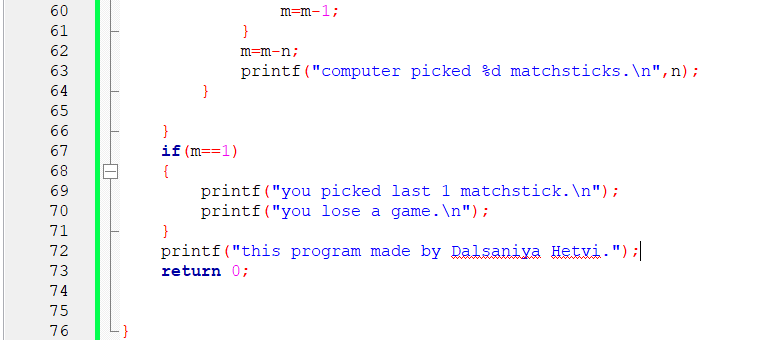 60                m=m-1;
61            }
62            m=m-n;
63            printf("computer picked %d matchsticks.\n",n);
64        }
65
66    }
67    if(m==1)
68    {
69        printf("you picked last 1 matchstick.\n");
70        printf("you lose a game.\n");
71    }
72    printf("this program made by Dalsaniya Hetvi.");
73    return 0;
74
75
76 }